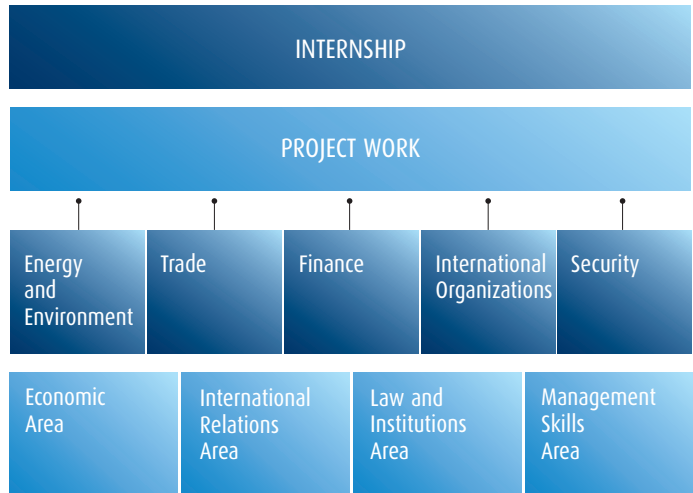 INTERNSHIP
PROJECT WORK
Energy
and
Environment
Trade
Finance
International
Organizations
Security
Economic
Area
International
Relations
Area
Law and
Institutions
Area
Management
Skills
Area